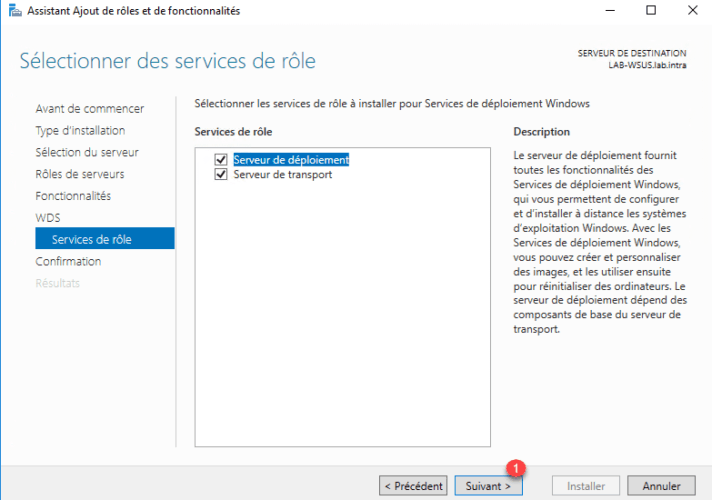 Assistant Ajout de rôles et de fonctionnalités
Sélectionner des services de rôle
SERVEUR DE DESTINATION
LAB-WSUS.lab.intra
Avant de commencer
Type d'installation
Sélection du serveur
Rôles de serveurs
Fonctionnalités
WDS
Services de rôle
Confirmation
Résultats
Sélectionner les services de rôle à installer pour Services de déploiement Windows
Services de rôle
Serveur de déploiement
Serveur de transport
Description
Le serveur de déploiement fournit
toutes les fonctionnalités des
Services de déploiement Windows,
qui vous permettent de configurer
et d'installer à distance les systèmes
d'exploitation Windows. Avec les
Services de déploiement Windows,
vous pouvez créer et personnaliser
des images, et les utiliser ensuite
pour réinitialiser des ordinateurs. Le
serveur de déploiement dépend des
composants de base du serveur de
transport.
1
< Précédent
Suivant >
Installer
Annuler